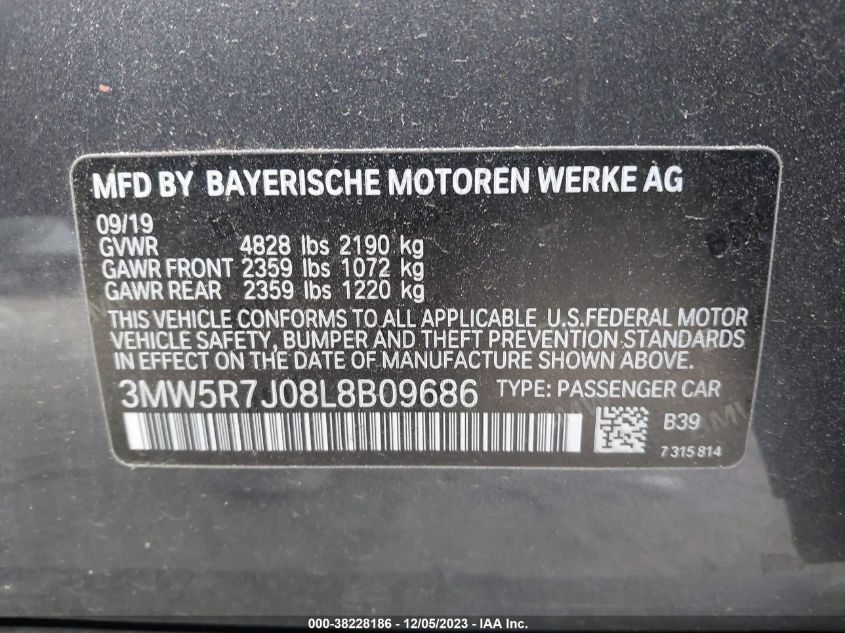 MFD BY BAYERISCHE MOTOREN WERKE AG
09/19
GVWR 4828 lbs 2190 kg
GAWR FRONT 2359 lbs 1072 kg
GAWR REAR 2359 lbs 1220 kg
THIS VEHICLE CONFORMS TO ALL APPLICABLE U.S.FEDERAL MOTOR
VEHICLE SAFETY, BUMPER AND THEFT PREVENTION STANDARDS
IN EFFECT ON THE DATE OF MANUFACTURE SHOWN ABOVE.
3MW5R7J08L8B09686 TYPE: PASSENGER CAR
B39
7 315 814
000-38228186 - 12/05/2023 - IAA Inc.